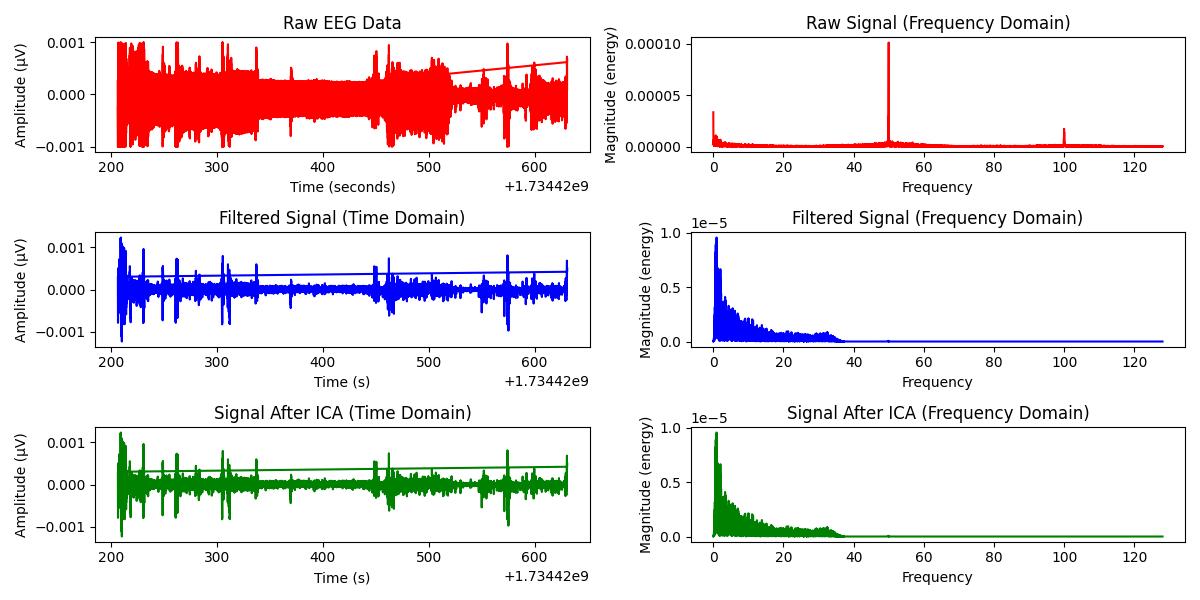 Raw EEG Data
Amplitude (µV)
0.001
0.000
−0.001
200 300 400 500 600
Time (seconds)
+1.73442e9
Raw Signal (Frequency Domain)
Magnitude (energy)
0.00010
0.00005
0.00000
0 20 40 60 80 100 120
Frequency
Filtered Signal (Time Domain)
Amplitude (µV)
0.001
0.000
−0.001
200 300 400 500 600
Time (s)
+1.73442e9
Filtered Signal (Frequency Domain)
1e−5
Magnitude (energy)
1.0
0.5
0.0
0 20 40 60 80 100 120
Frequency
Signal After ICA (Time Domain)
Amplitude (µV)
0.001
0.000
−0.001
200 300 400 500 600
Time (s)
+1.73442e9
Signal After ICA (Frequency Domain)
1e−5
Magnitude (energy)
1.0
0.5
0.0
0 20 40 60 80 100 120
Frequency